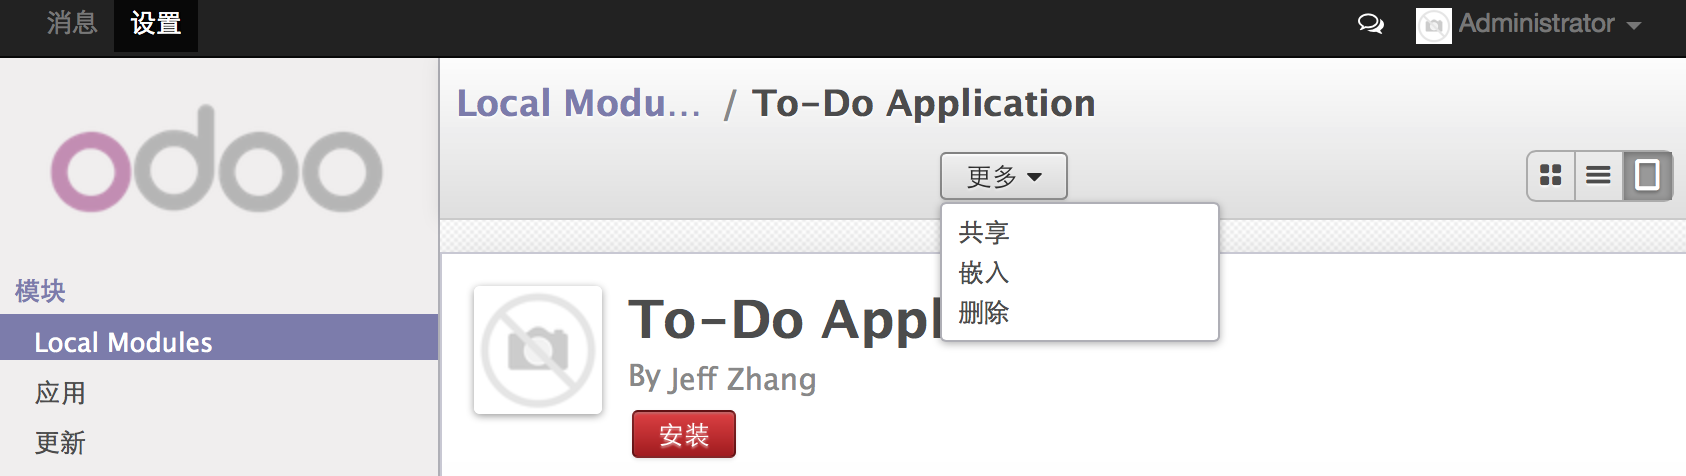 消息 设置 Administrator
odoo
Local Modu... / To-Do Application
更多
共享
嵌入
删除
模块
Local Modules
应用
更新
To-Do Appl
By Jeff Zhang
安装